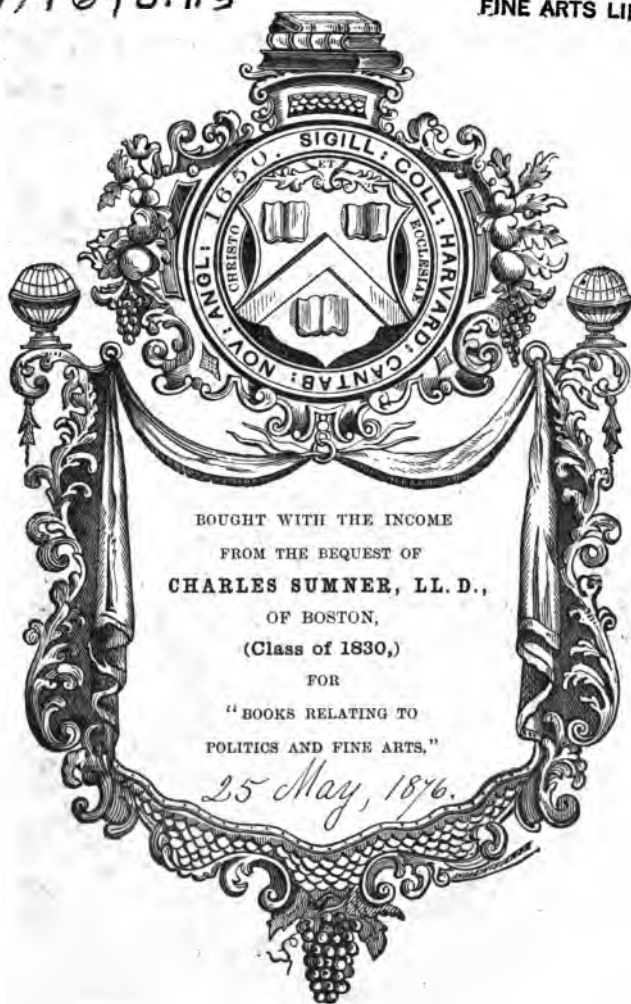 FINE ARTS
SIGILL: COLL: HARVARD: CANTAB: NOV: ANGL: 1650.
ET
CHRISTO
ECCLESIAE
BOUGHT WITH THE INCOME
FROM THE BEQUEST OF
CHARLES SUMNER, LL. D.,
OF BOSTON,
(Class of 1830,)
FOR
"BOOKS RELATING TO
POLITICS AND FINE ARTS."
25 May, 1876.